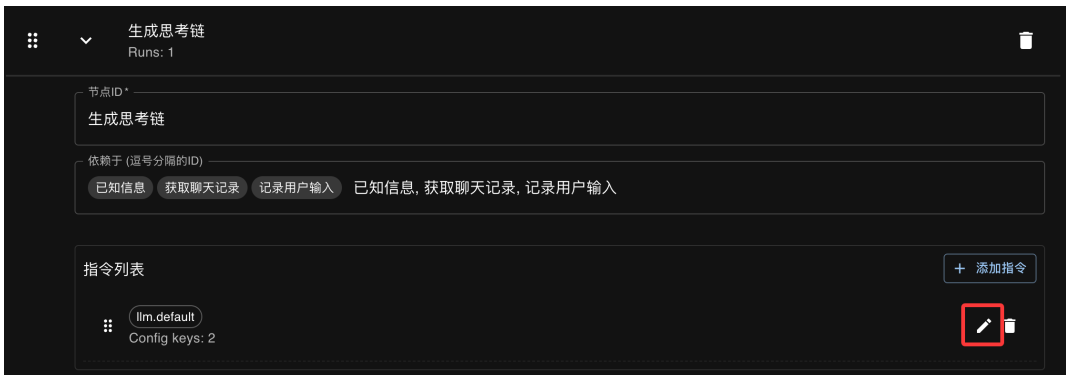 生成思考链
Runs: 1
节点ID*
生成思考链
依赖于 (逗号分隔的ID)
已知信息 获取聊天记录 记录用户输入 已知信息, 获取聊天记录, 记录用户输入
指令列表
+ 添加指令
llm.default
Config keys: 2